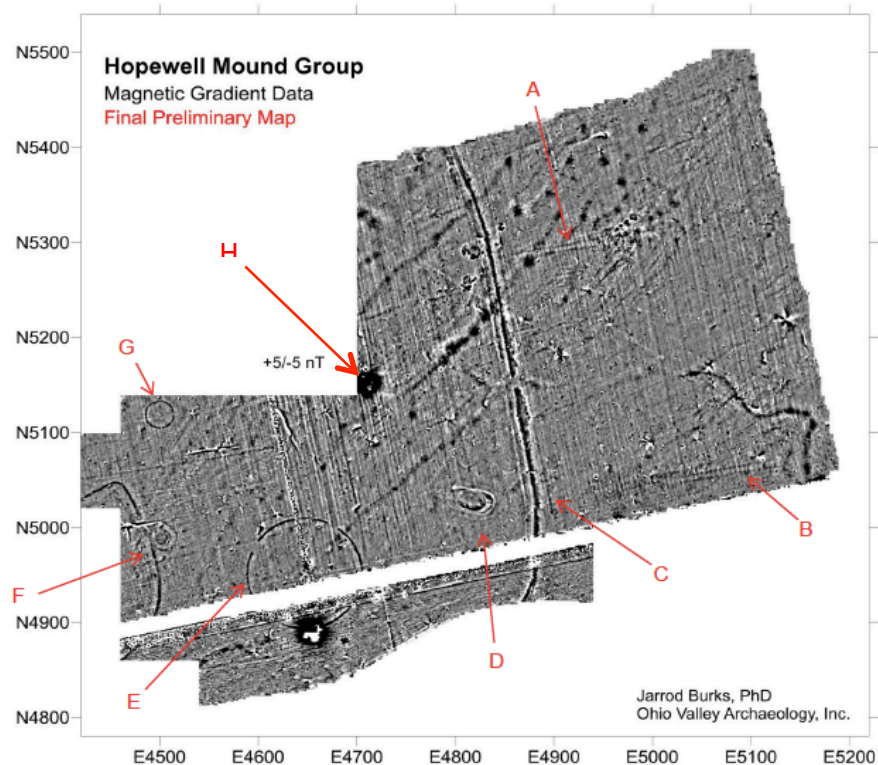 Hopewell Mound Group
Magnetic Gradient Data
Final Preliminary Map
N5500
N5400
N5300
N5200
N5100
N5000
N4900
N4800
A
H
G
+5/-5 nT
B
C
F
D
E
Jarrod Burks, PhD
Ohio Valley Archaeology, Inc.
E4500 E4600 E4700 E4800 E4900 E5000 E5100 E5200